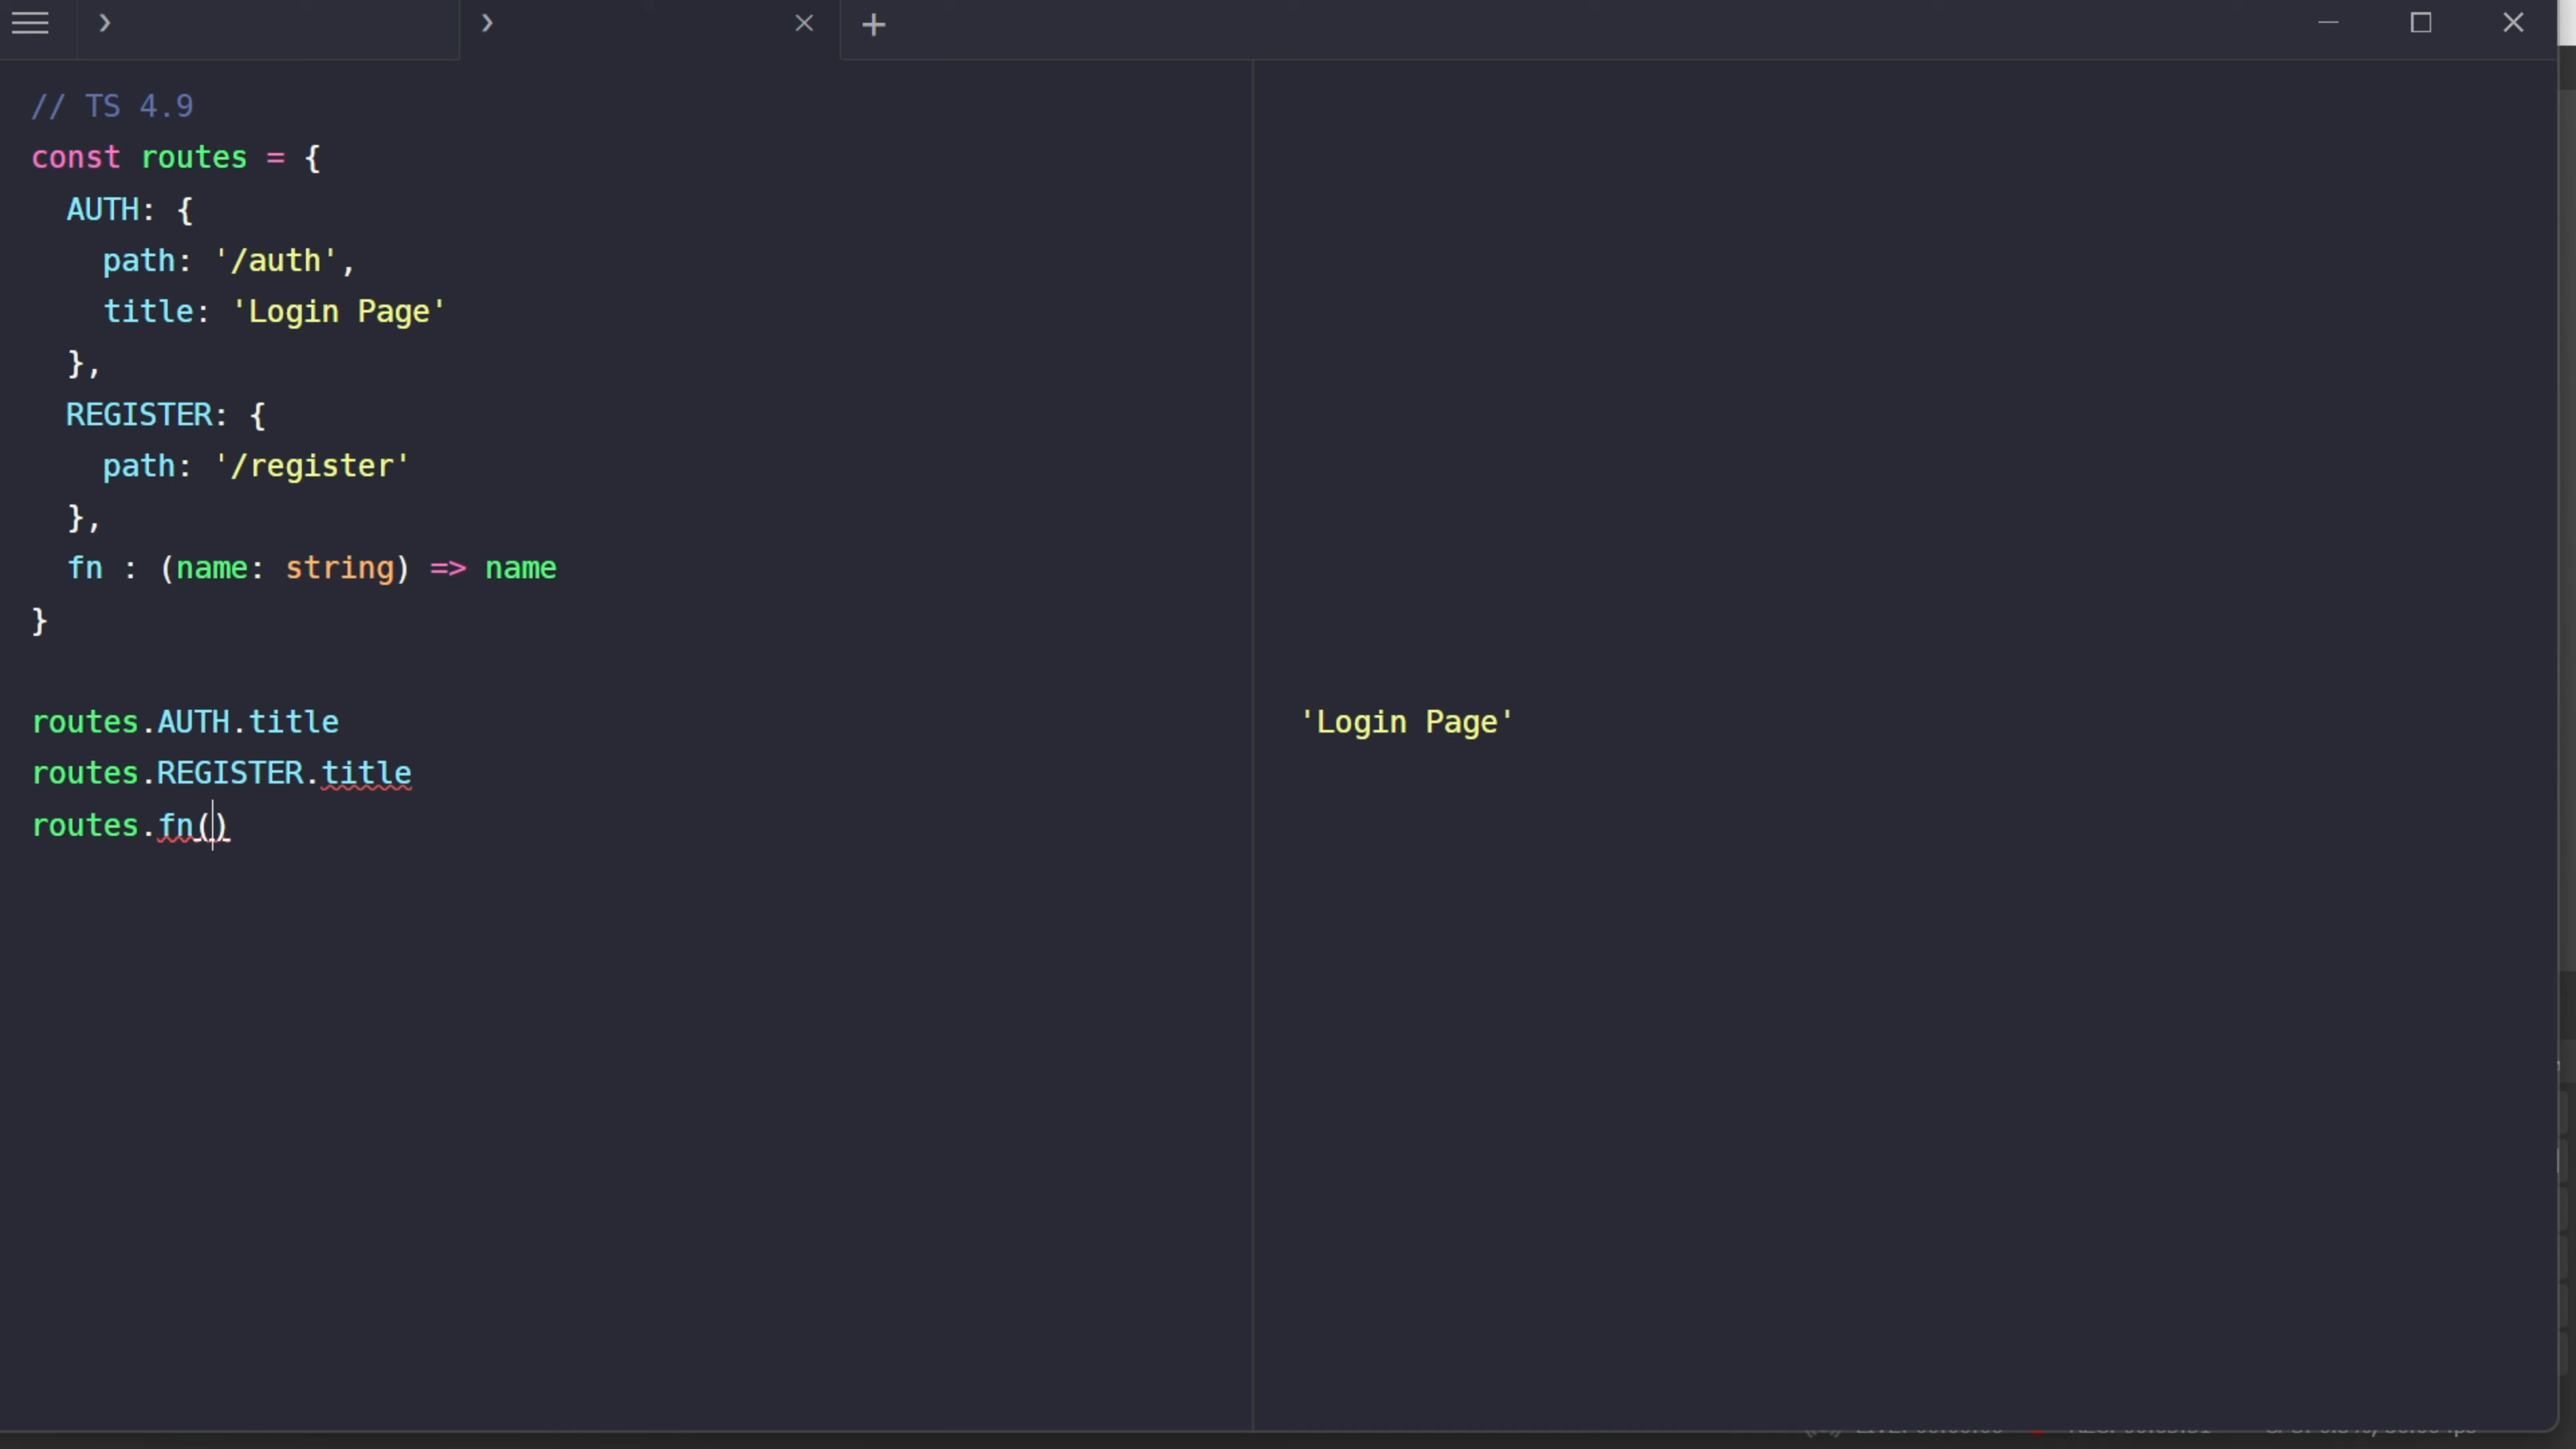 // TS 4.9
const routes = {
  AUTH: {
    path: '/auth',
    title: 'Login Page'
  },
  REGISTER: {
    path: '/register'
  },
  fn : (name: string) => name
}
routes.AUTH.title
'Login Page'
routes.REGISTER.title
routes.fn()